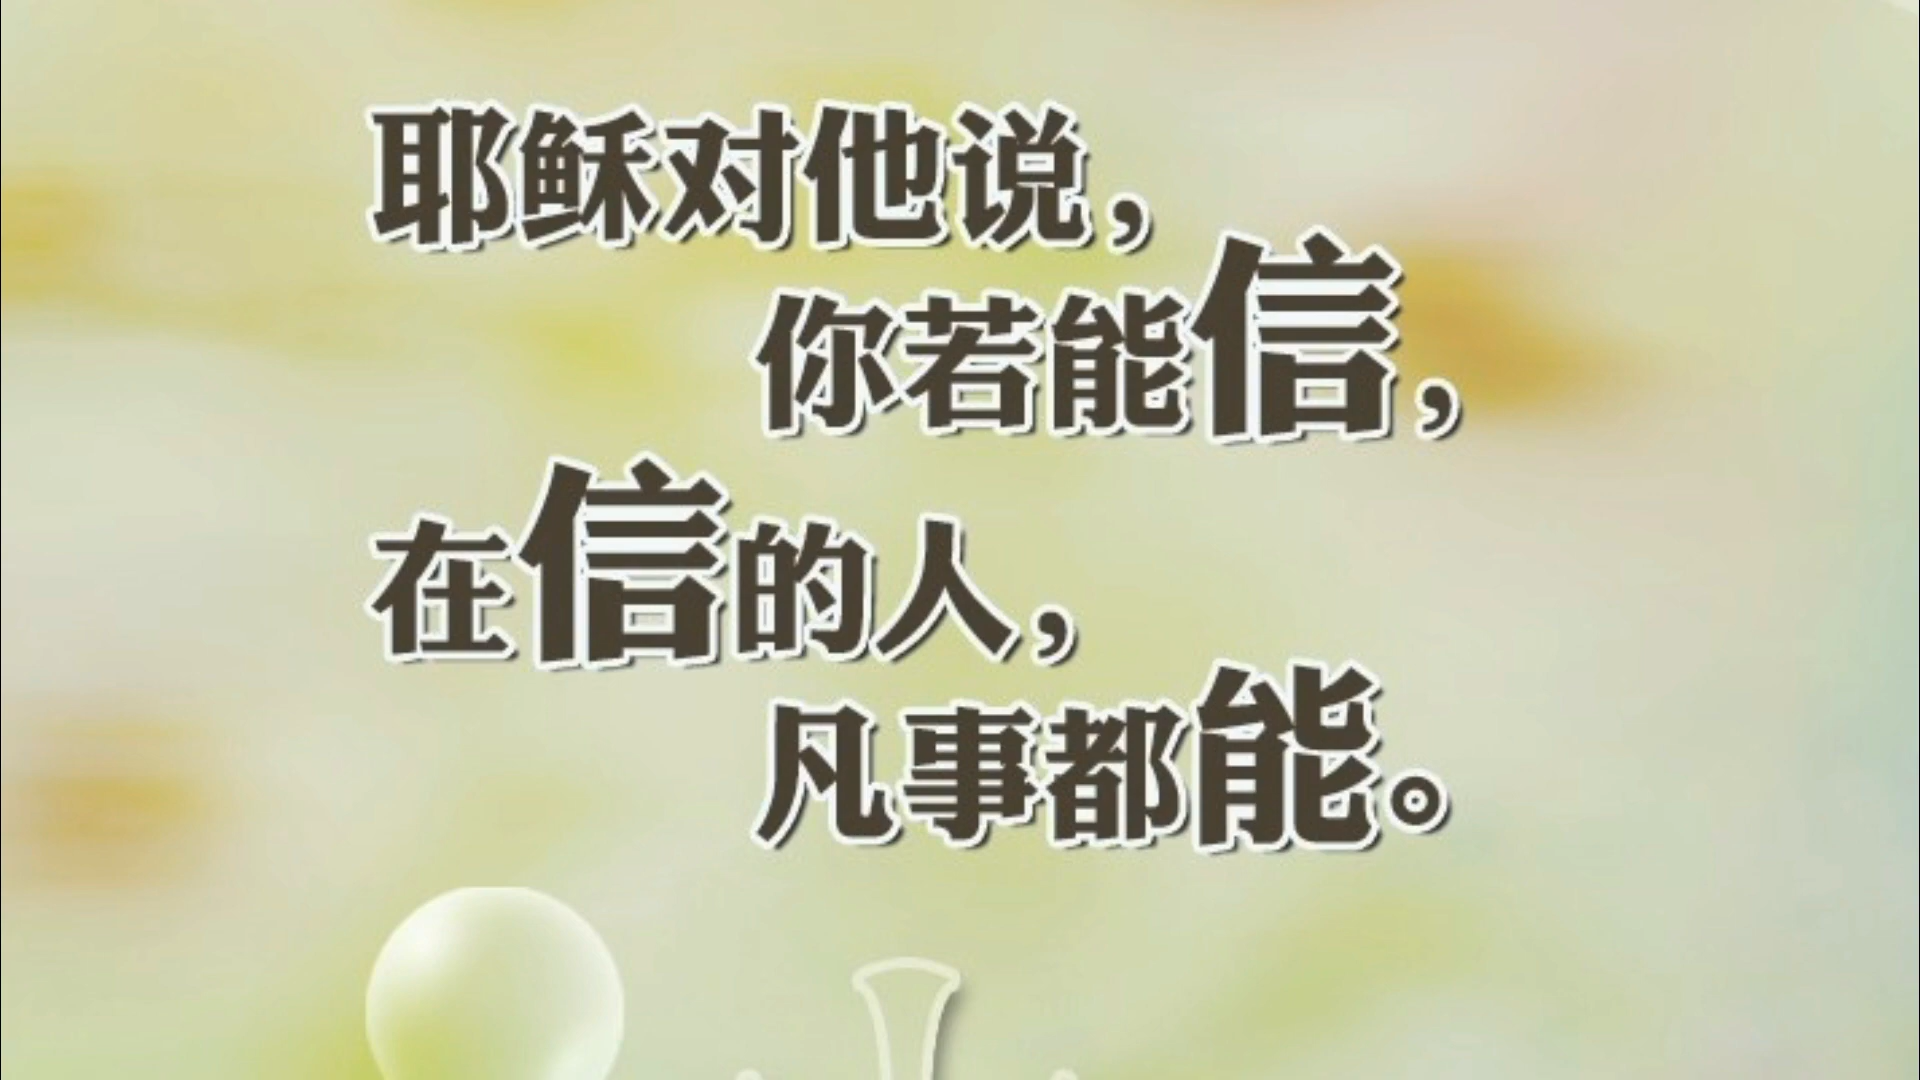 耶稣对他说，
你若能信，
在信的人，
凡事都能。